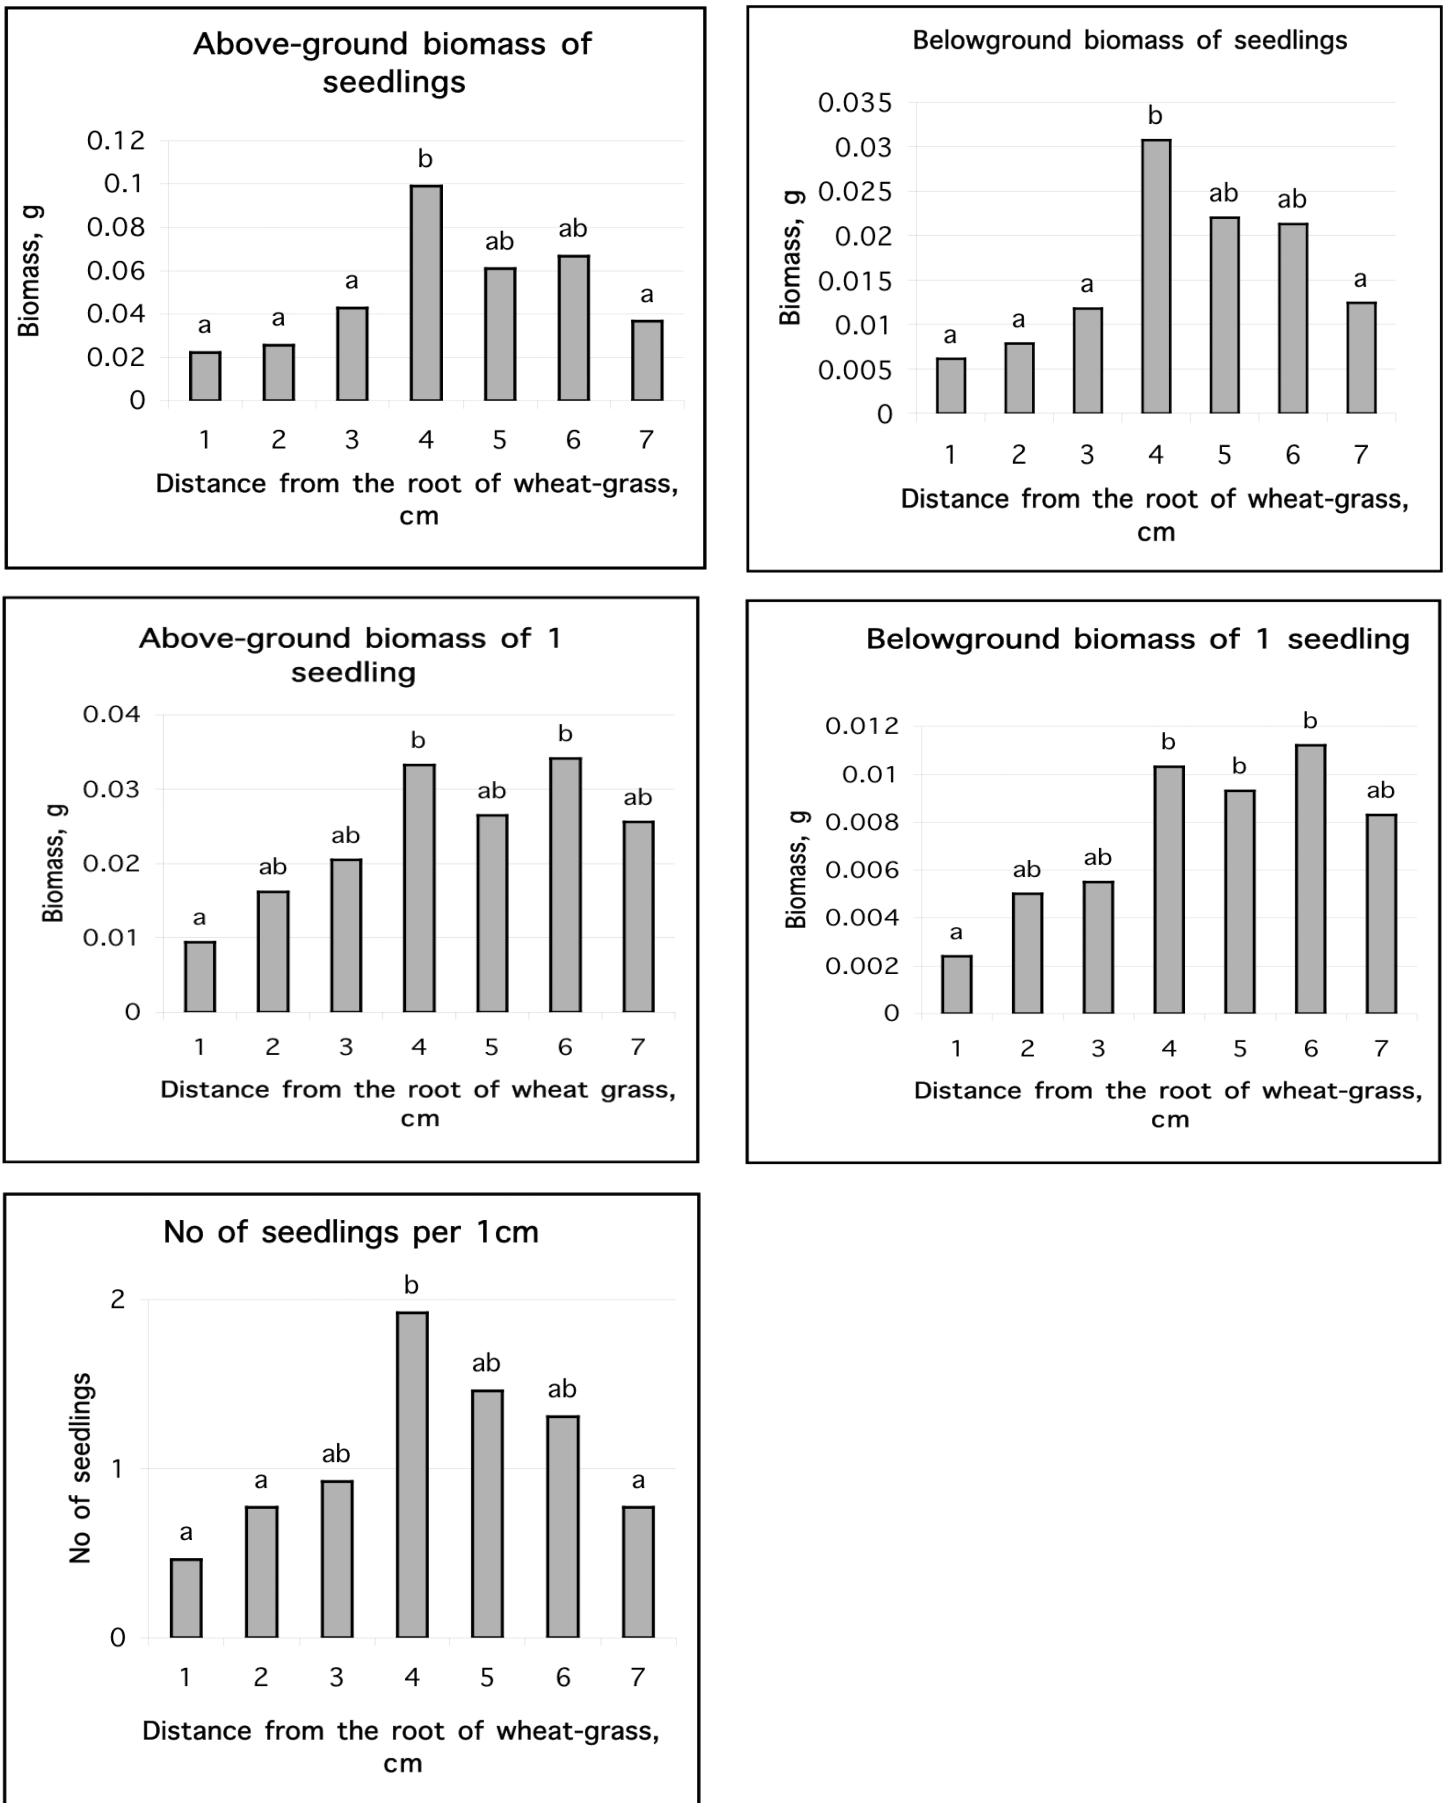 Above-ground biomass of
seedlings
0.12
0.1
0.08
0.06
0.04
0.02
0
Biomass, g
a
a
a
b
ab
ab
a
1 2 3 4 5 6 7
Distance from the root of wheat-grass,
cm
Belowground biomass of seedlings
0.035
0.03
0.025
0.02
0.015
0.01
0.005
0
Biomass, g
a
a
a
b
ab
ab
a
1 2 3 4 5 6 7
Distance from the root of wheat-grass,
cm
Above-ground biomass of 1
seedling
0.04
0.03
0.02
0.01
0
Biomass, g
a
ab
ab
b
ab
b
ab
1 2 3 4 5 6 7
Distance from the root of wheat grass,
cm
Belowground biomass of 1 seedling
0.012
0.01
0.008
0.006
0.004
0.002
0
Biomass, g
a
ab
ab
b
b
b
ab
1 2 3 4 5 6 7
Distance from the root of wheat-grass,
cm
No of seedlings per 1cm
2
1
0
No of seedlings
a
a
ab
b
ab
ab
a
1 2 3 4 5 6 7
Distance from the root of wheat-grass,
cm